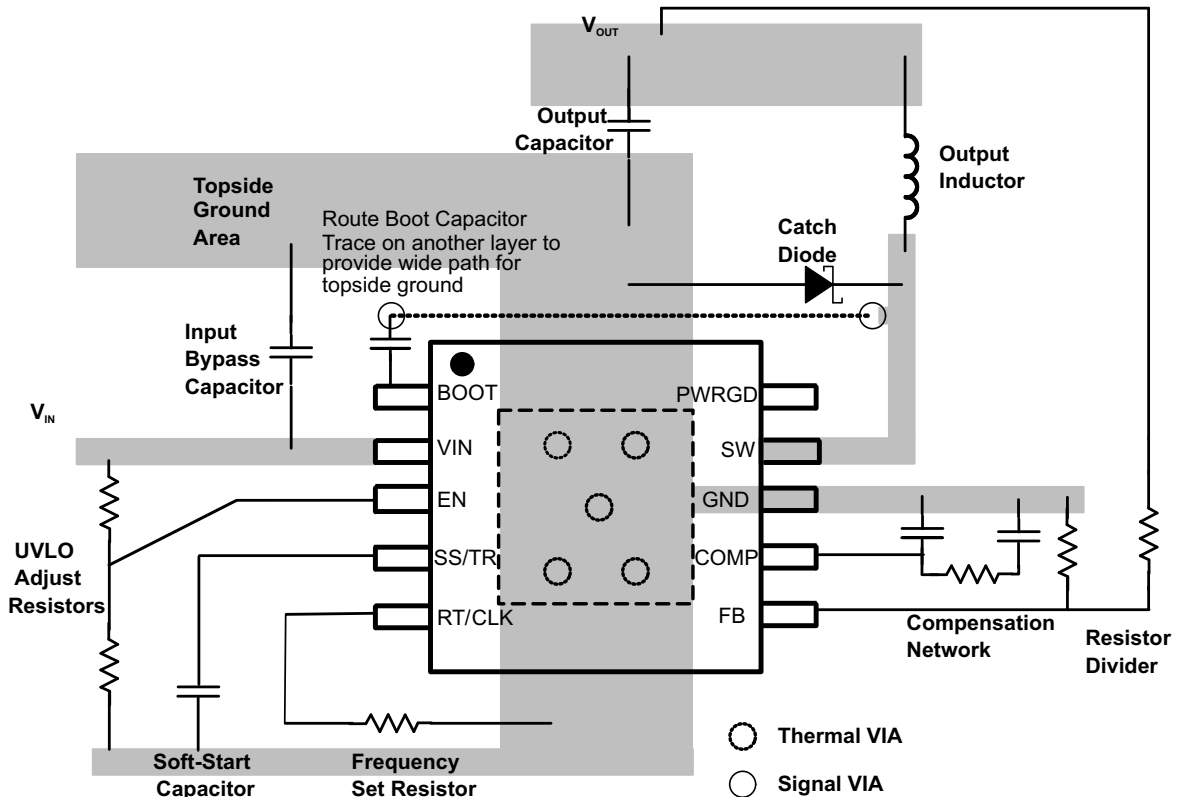 VOUT
Output
Capacitor
Output
Inductor
Topside
Ground
Area
Route Boot Capacitor
Trace on another layer to
provide wide path for
topside ground
Catch
Diode
Input
Bypass
Capacitor
VIN
BOOT
VIN
EN
SS/TR
RT/CLK
PWRGD
SW
GND
COMP
FB
UVLO
Adjust
Resistors
Compensation
Network
Resistor
Divider
Soft-Start
Capacitor
Frequency
Set Resistor
Thermal VIA
Signal VIA